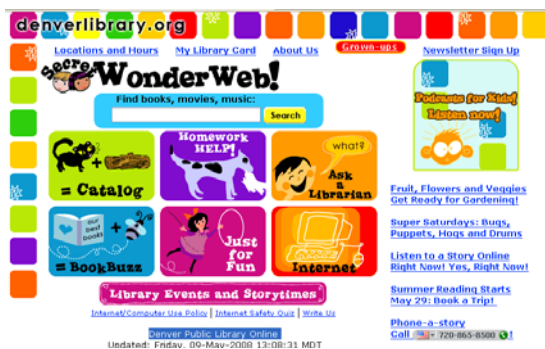 denverlibrary.org
Locations and Hours
My Library Card
About Us
Grown-ups
Newsletter Sign Up
Secret
WonderWeb!
Find books, movies, music:
Search
+
= Catalog
Homework
HELP!
what?
Ask
a
Librarian
our
best
books
+
= BookBuzz
Just
for
Fun
Internet
Library Events and Storytimes
Internet/Computer Use Policy | Internet Safety Quiz | Write Us
Denver Public Library Online
Updated: Friday, 09-May-2008 13:08:31 MDT
Podcasts for Kids!
Listen now!
Fruit, Flowers and Veggies
Get Ready for Gardening!
Super Saturdays: Bugs,
Puppets, Hogs and Drums
Listen to a Story Online
Right Now! Yes, Right Now!
Summer Reading Starts
May 29: Book a Trip!
Phone-a-story
Call 720-865-8500 !